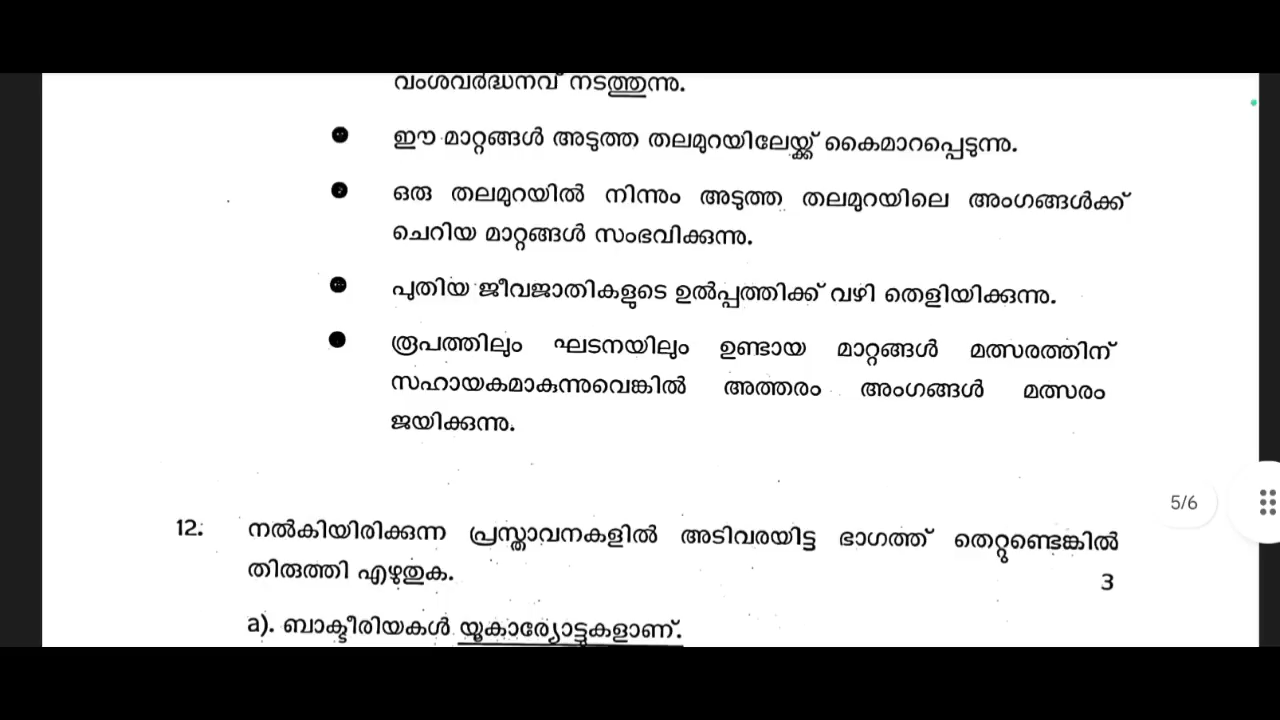 വംശവർദ്ധനവ് നടത്തുന്നു.
● ഈ മാറ്റങ്ങൾ അടുത്ത തലമുറയിലേയ്ക്ക് കൈമാറപ്പെടുന്നു.
● ഒരു തലമുറയിൽ നിന്നും അടുത്ത തലമുറയിലെ അംഗങ്ങൾക്ക്
ചെറിയ മാറ്റങ്ങൾ സംഭവിക്കുന്നു.
● പുതിയ ജീവജാതികളുടെ ഉൽപ്പത്തിക്ക് വഴി തെളിയിക്കുന്നു.
● രൂപത്തിലും ഘടനയിലും ഉണ്ടായ മാറ്റങ്ങൾ മത്സരത്തിന്
സഹായകമാകുന്നുവെങ്കിൽ അത്തരം അംഗങ്ങൾ മത്സരം
ജയിക്കുന്നു.
5/6
12. നൽകിയിരിക്കുന്ന പ്രസ്താവനകളിൽ അടിവരയിട്ട ഭാഗത്ത് തെറ്റുണ്ടെങ്കിൽ
തിരുത്തി എഴുതുക. 3
a). ബാക്ടീരിയകൾ യൂകാര്യോട്ടുകളാണ്.